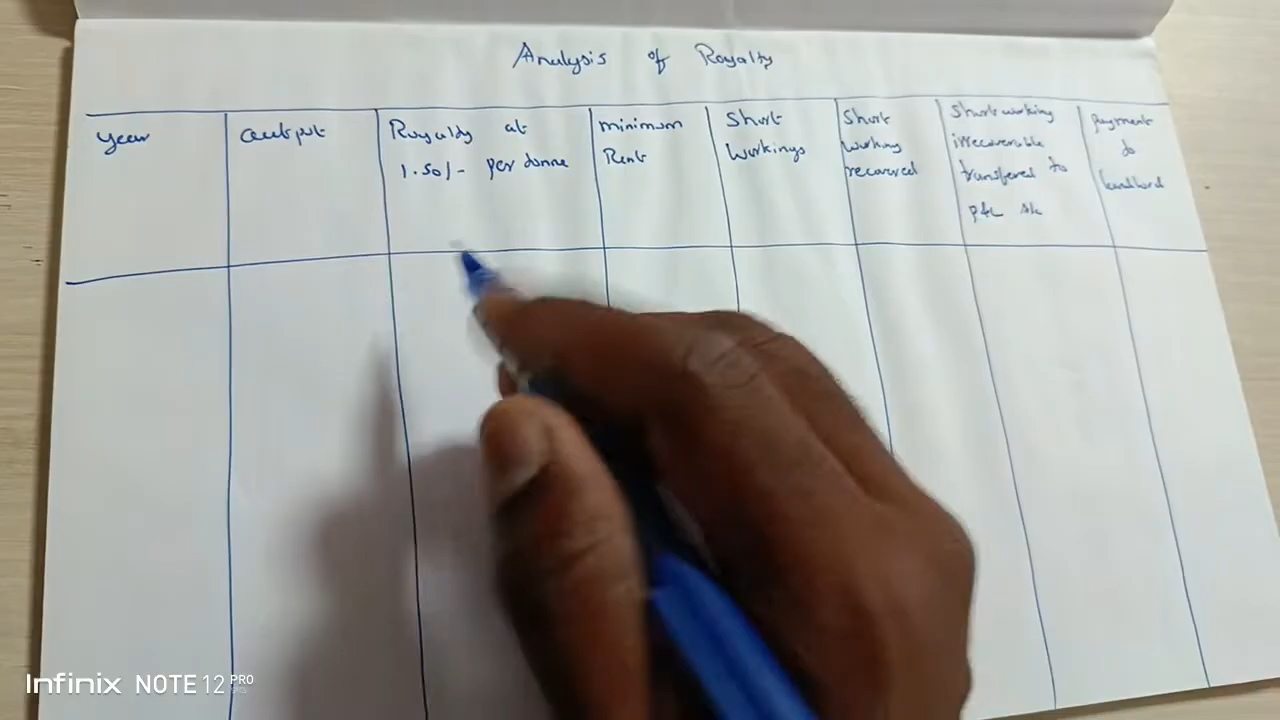 Analysis of Royalty
Year
output
Royalty at
1.50/- per tonne
minimum
Rent
Short
Workings
Short
working
recovered
Short working
irrecoverable
transfered to
P&L A/c
payment
to
landlord
Infinix NOTE 12 PRO